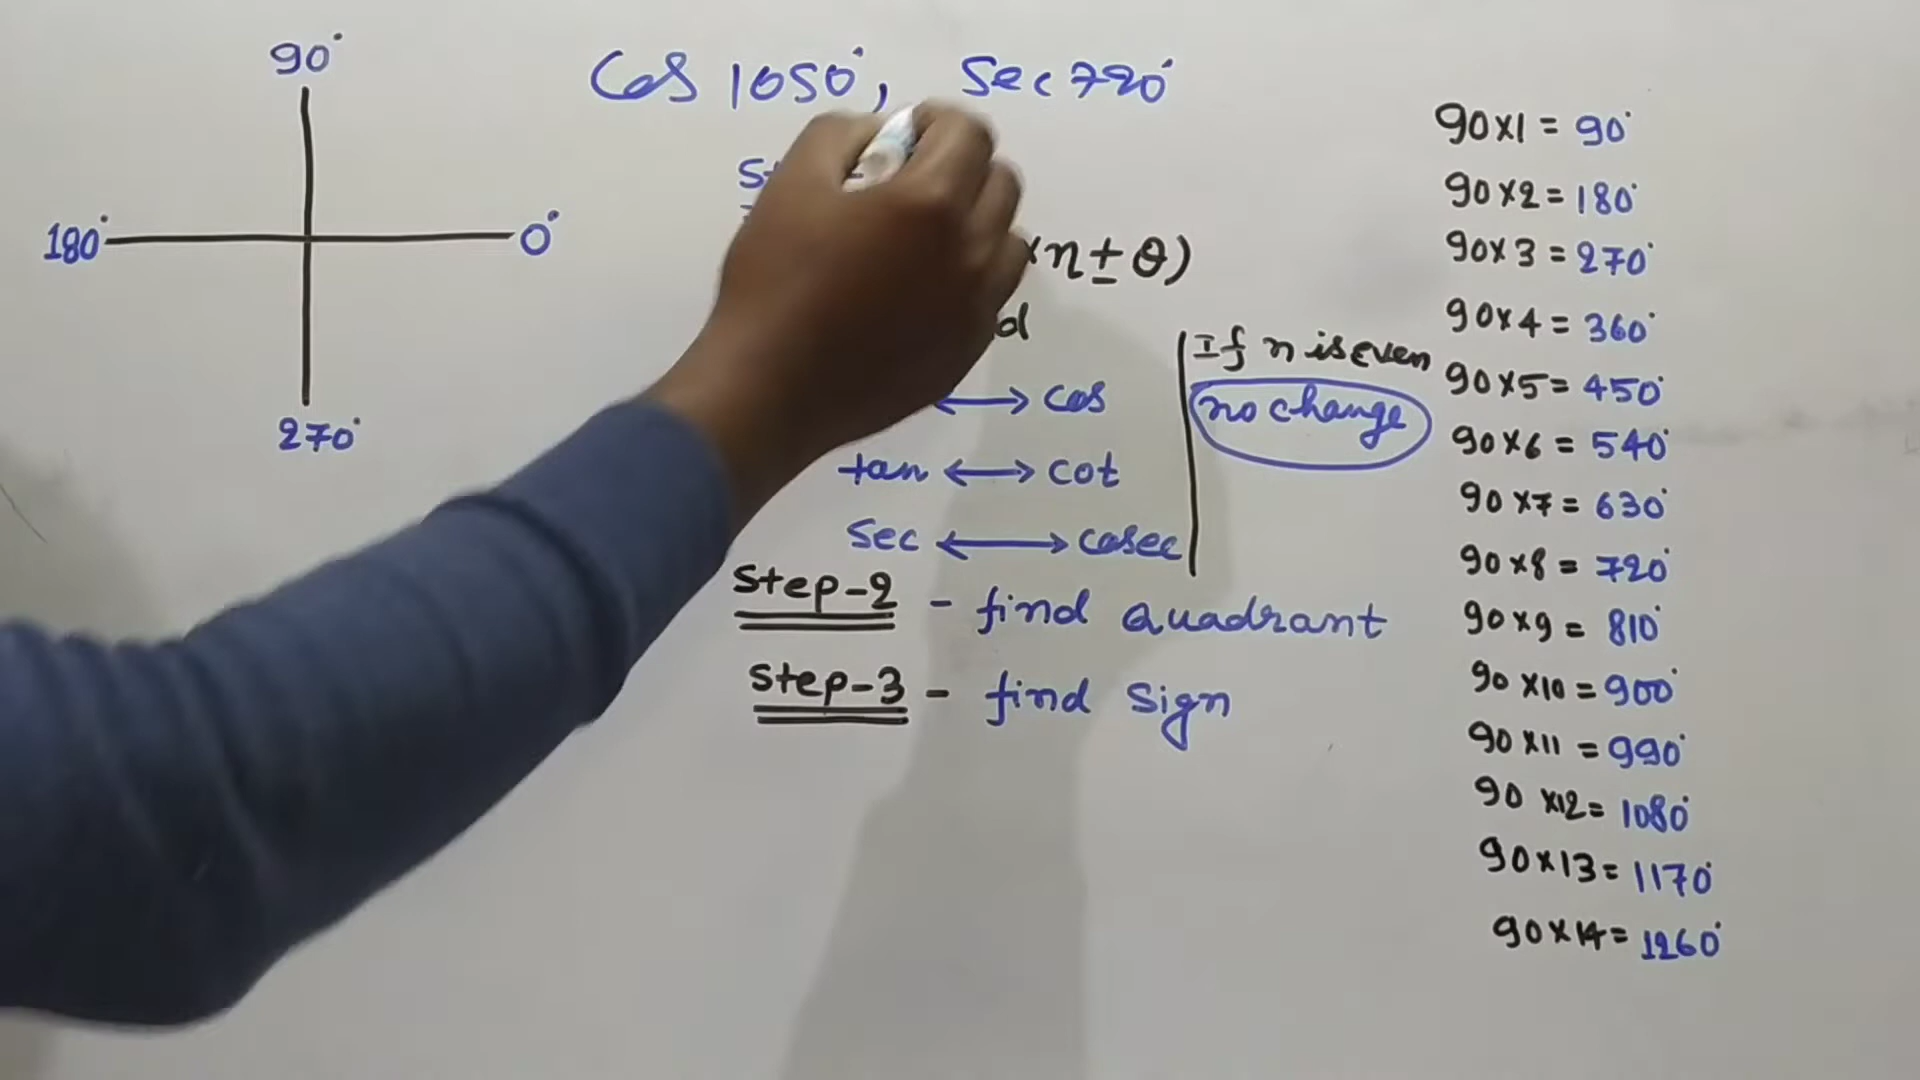 90°
180° 0°
270°
Cos 1050°, Sec 720°
×n ± θ)
↔ cos
tan ↔ cot
Sec ↔ cosec
If n is even
no change
Step-2 - find Quadrant
Step-3 - find Sign
90×1 = 90°
90×2 = 180°
90×3 = 270°
90×4 = 360°
90×5 = 450°
90×6 = 540°
90×7 = 630°
90×8 = 720°
90×9 = 810°
90×10 = 900°
90×11 = 990°
90×12 = 1080°
90×13 = 1170°
90×14 = 1260°